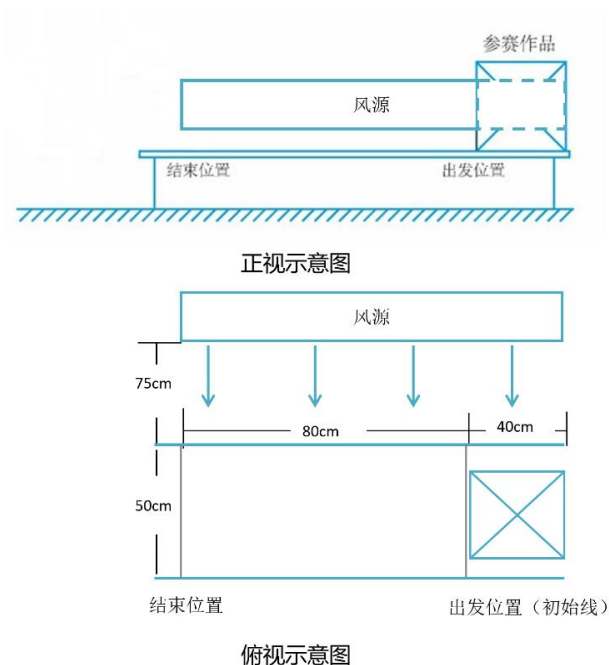 参赛作品
风源
结束位置
出发位置
正视示意图
风源
75cm
80cm
40cm
50cm
结束位置
出发位置（初始线）
俯视示意图